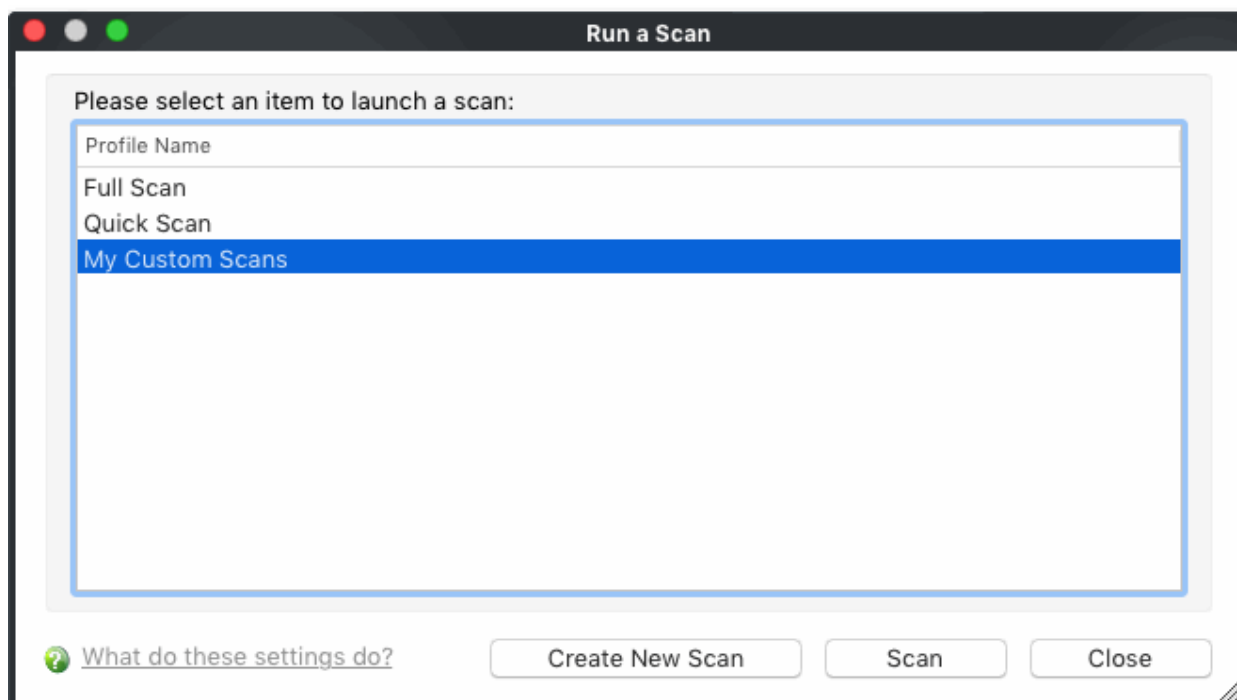 Run a Scan
Please select an item to launch a scan:
Profile Name
Full Scan
Quick Scan
My Custom Scans
What do these settings do?
Create New Scan
Scan
Close